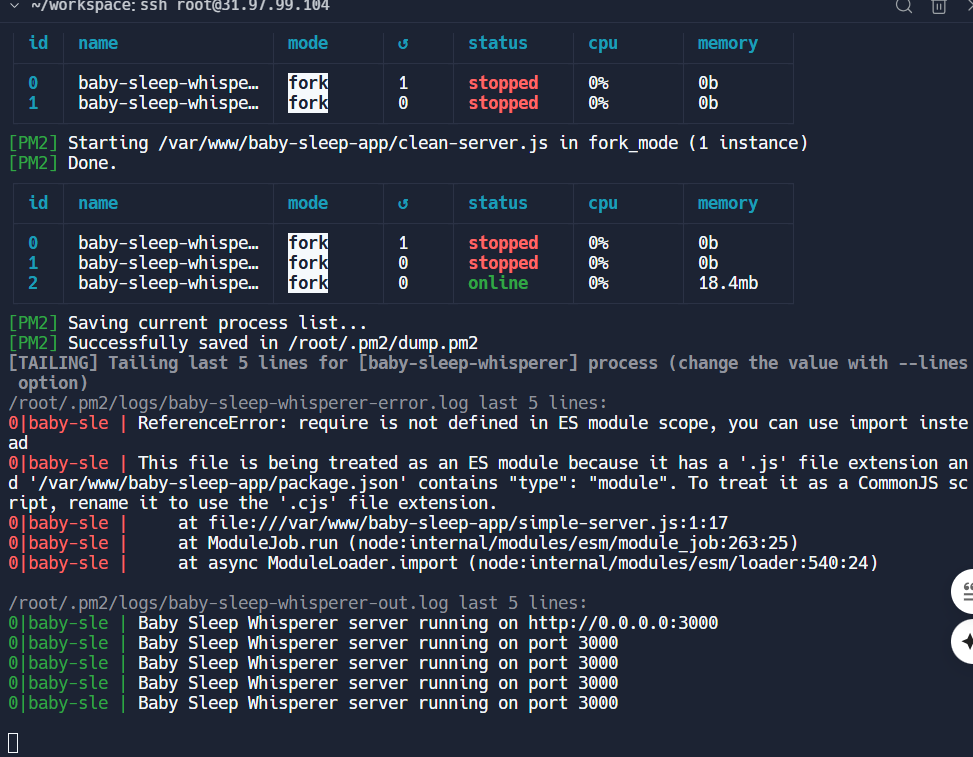 ~/workspace: ssh root@31.97.99.104
id name mode ↺ status cpu memory
0 baby-sleep-whispe… fork 1 stopped 0% 0b
1 baby-sleep-whispe… fork 0 stopped 0% 0b
[PM2] Starting /var/www/baby-sleep-app/clean-server.js in fork_mode (1 instance)
[PM2] Done.
id name mode ↺ status cpu memory
0 baby-sleep-whispe… fork 1 stopped 0% 0b
1 baby-sleep-whispe… fork 0 stopped 0% 0b
2 baby-sleep-whispe… fork 0 online 0% 18.4mb
[PM2] Saving current process list...
[PM2] Successfully saved in /root/.pm2/dump.pm2
[TAILING] Tailing last 5 lines for [baby-sleep-whisperer] process (change the value with --lines
option)
/root/.pm2/logs/baby-sleep-whisperer-error.log last 5 lines:
0|baby-sle | ReferenceError: require is not defined in ES module scope, you can use import inste
ad
0|baby-sle | This file is being treated as an ES module because it has a '.js' file extension an
d '/var/www/baby-sleep-app/package.json' contains "type": "module". To treat it as a CommonJS sc
ript, rename it to use the '.cjs' file extension.
0|baby-sle |     at file:///var/www/baby-sleep-app/simple-server.js:1:17
0|baby-sle |     at ModuleJob.run (node:internal/modules/esm/module_job:263:25)
0|baby-sle |     at async ModuleLoader.import (node:internal/modules/esm/loader:540:24)
/root/.pm2/logs/baby-sleep-whisperer-out.log last 5 lines:
0|baby-sle | Baby Sleep Whisperer server running on http://0.0.0.0:3000
0|baby-sle | Baby Sleep Whisperer server running on port 3000
0|baby-sle | Baby Sleep Whisperer server running on port 3000
0|baby-sle | Baby Sleep Whisperer server running on port 3000
0|baby-sle | Baby Sleep Whisperer server running on port 3000